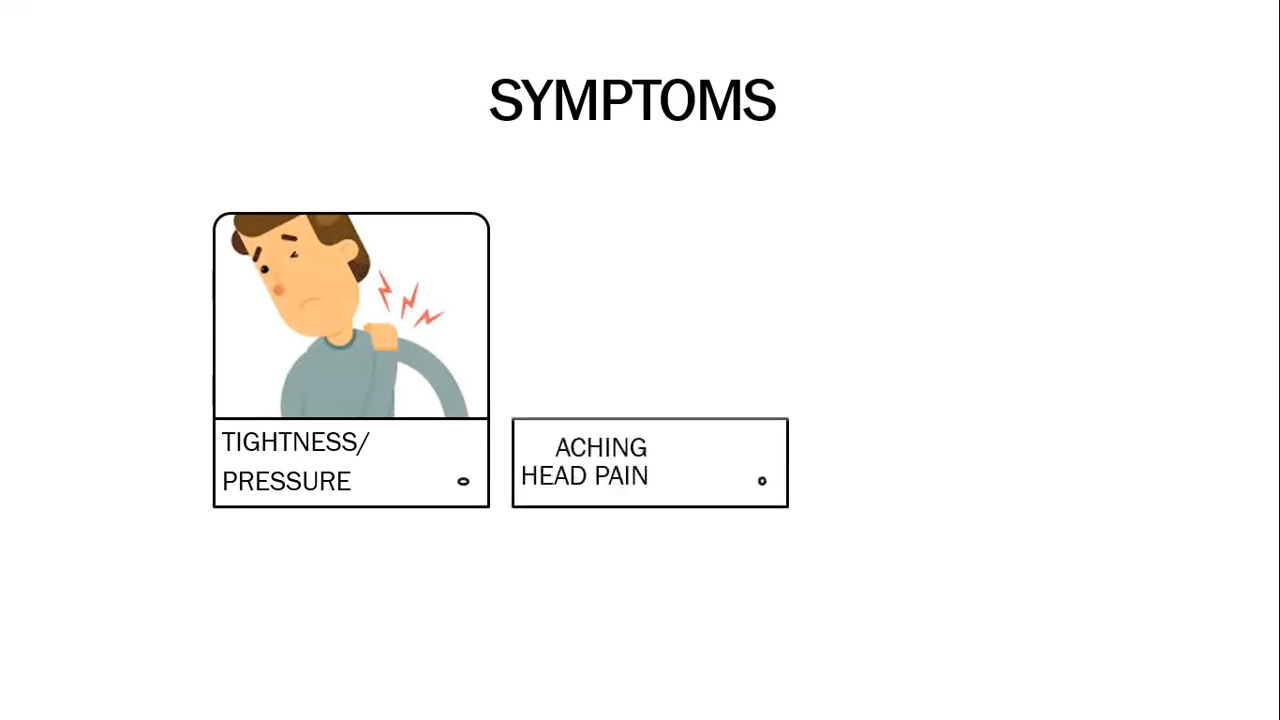 SYMPTOMS
TIGHTNESS/
PRESSURE
ACHING
HEAD PAIN